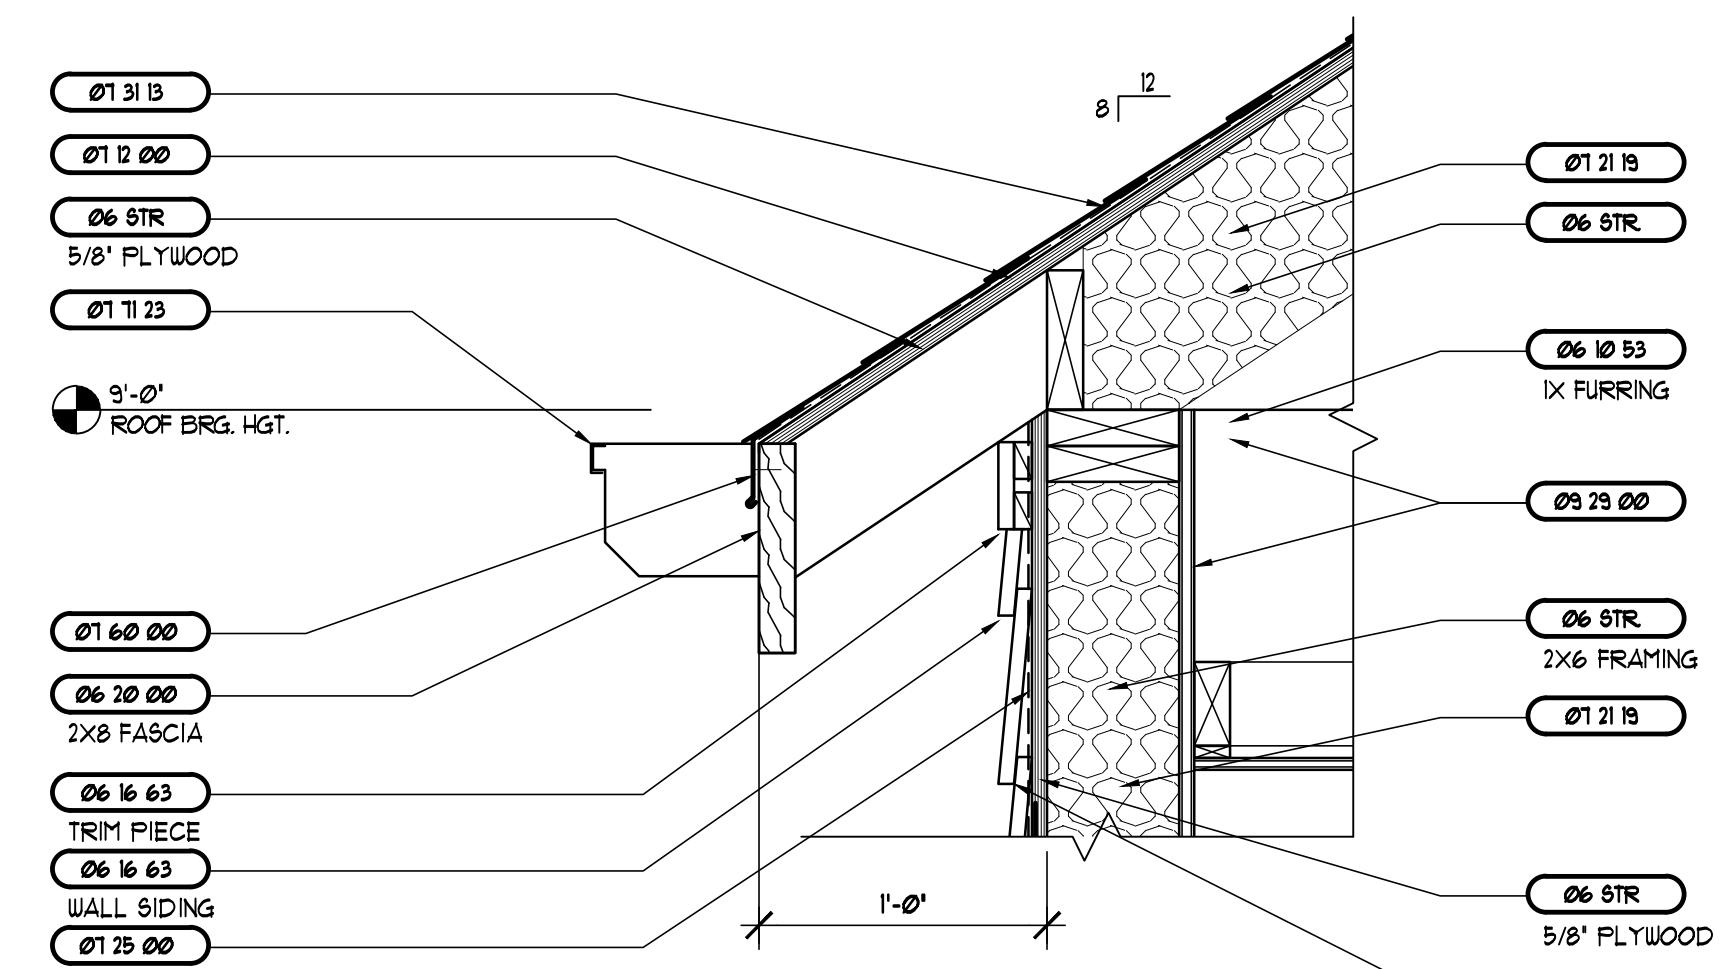 07 31 13
07 12 00
06 STR
5/8" PLYWOOD
07 71 23
9'-0"
ROOF BRG. HGT.
07 60 00
06 20 00
2X8 FASCIA
06 16 63
TRIM PIECE
06 16 63
WALL SIDING
07 25 00
12
8
1'-0"
07 21 19
06 STR
06 10 53
1X FURRING
09 29 00
06 STR
2X6 FRAMING
07 21 19
06 STR
5/8" PLYWOOD